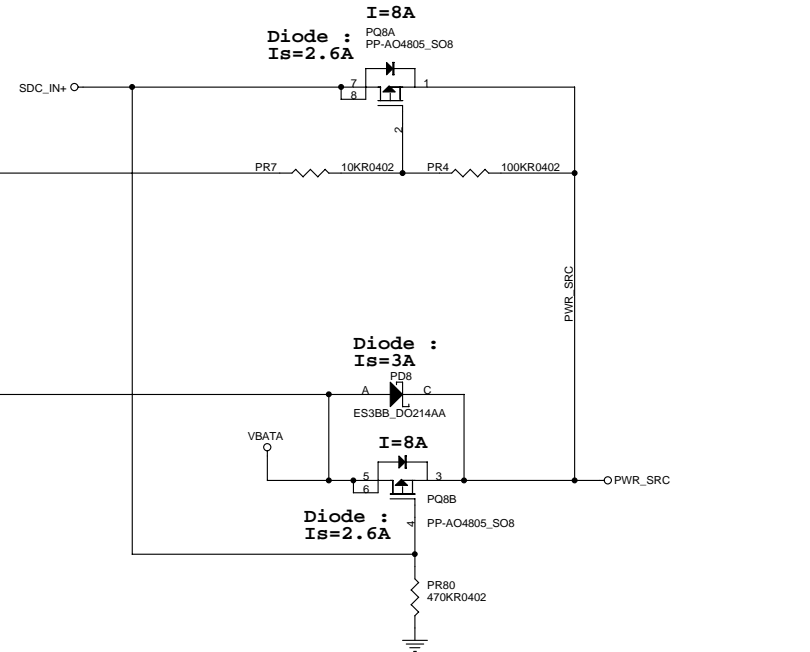 I=8A
PQ8A
Diode :
Is=2.6A
PP-AO4805_SO8
SDC_IN+
7
8
1
2
PR7
10KR0402
PR4
100KR0402
PWR_SRC
Diode :
Is=3A
PD8
A
C
ES3BB_DO214AA
VBATA
I=8A
5
6
3
PWR_SRC
PQ8B
Diode :
Is=2.6A
4
PP-AO4805_SO8
PR80
470KR0402